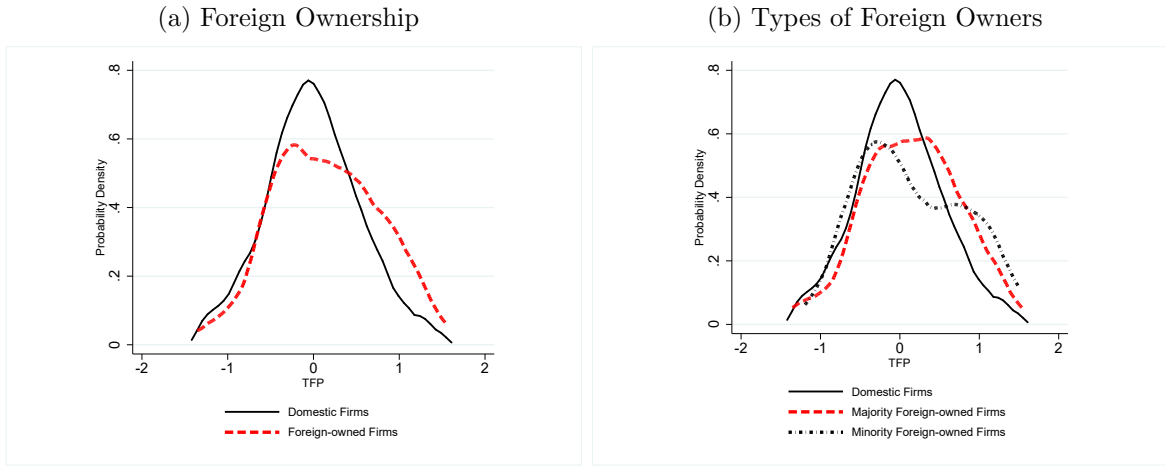 (a) Foreign Ownership
.8
.6
.4
.2
0
Probability Density
-2
-1
0
1
2
TFP
Domestic Firms
Foreign-owned Firms
(b) Types of Foreign Owners
.8
.6
.4
.2
0
Probability Density
-2
-1
0
1
2
TFP
Domestic Firms
Majority Foreign-owned Firms
Minority Foreign-owned Firms